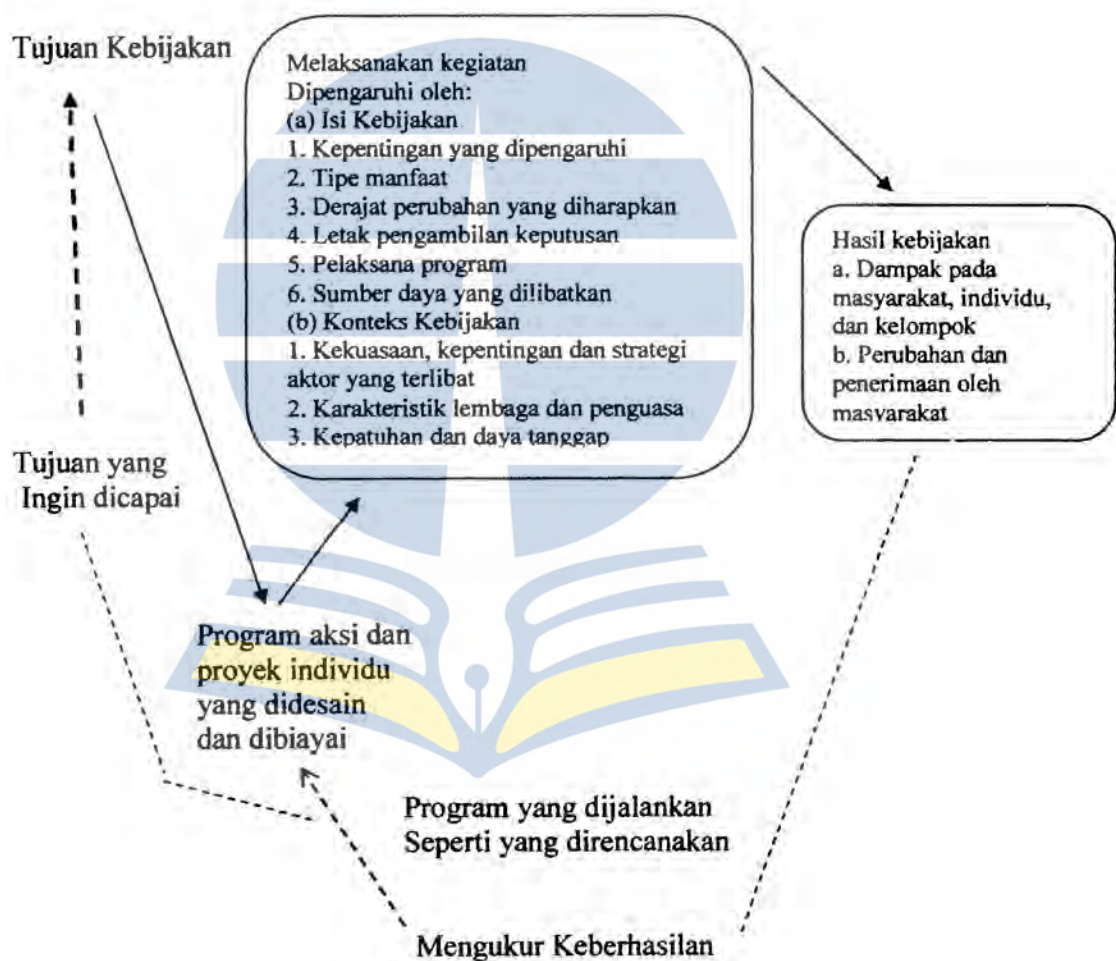 Tujuan Kebijakan
Melaksanakan kegiatan
Dipengaruhi oleh:
(a) Isi Kebijakan
1. Kepentingan yang dipengaruhi
2. Tipe manfaat
3. Derajat perubahan yang diharapkan
4. Letak pengambilan keputusan
5. Pelaksana program
6. Sumber daya yang dilibatkan
(b) Konteks Kebijakan
1. Kekuasaan, kepentingan dan strategi
aktor yang terlibat
2. Karakteristik lembaga dan penguasa
3. Kepatuhan dan daya tanggap
Hasil kebijakan
a. Dampak pada
masyarakat, individu,
dan kelompok
b. Perubahan dan
penerimaan oleh
masyarakat
Tujuan yang
Ingin dicapai
Program aksi dan
proyek individu
yang didesain
dan dibiayai
Program yang dijalankan
Seperti yang direncanakan
Mengukur Keberhasilan